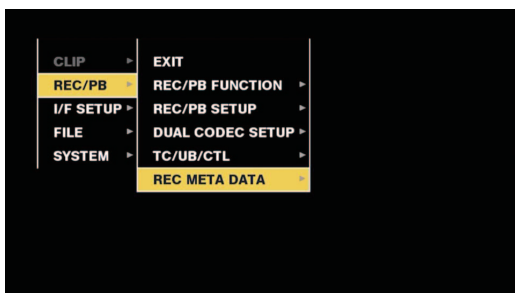 CLIP
REC/PB
I/F SETUP
FILE
SYSTEM
EXIT
REC/PB FUNCTION
REC/PB SETUP
DUAL CODEC SETUP
TC/UB/CTL
REC META DATA